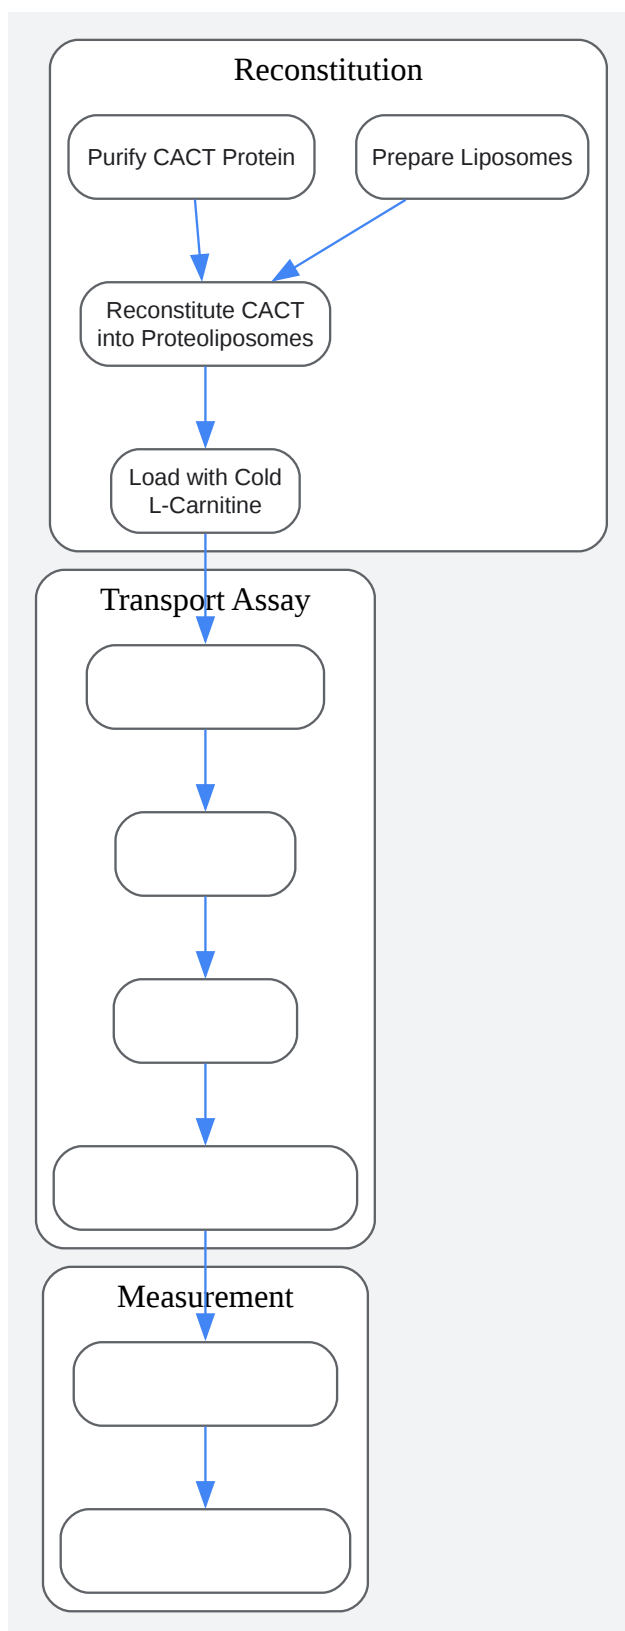 Reconstitution
Purify CACT Protein
Prepare Liposomes
Reconstitute CACT
into Proteoliposomes
Load with Cold
L-Carnitine
Transport Assay
Measurement